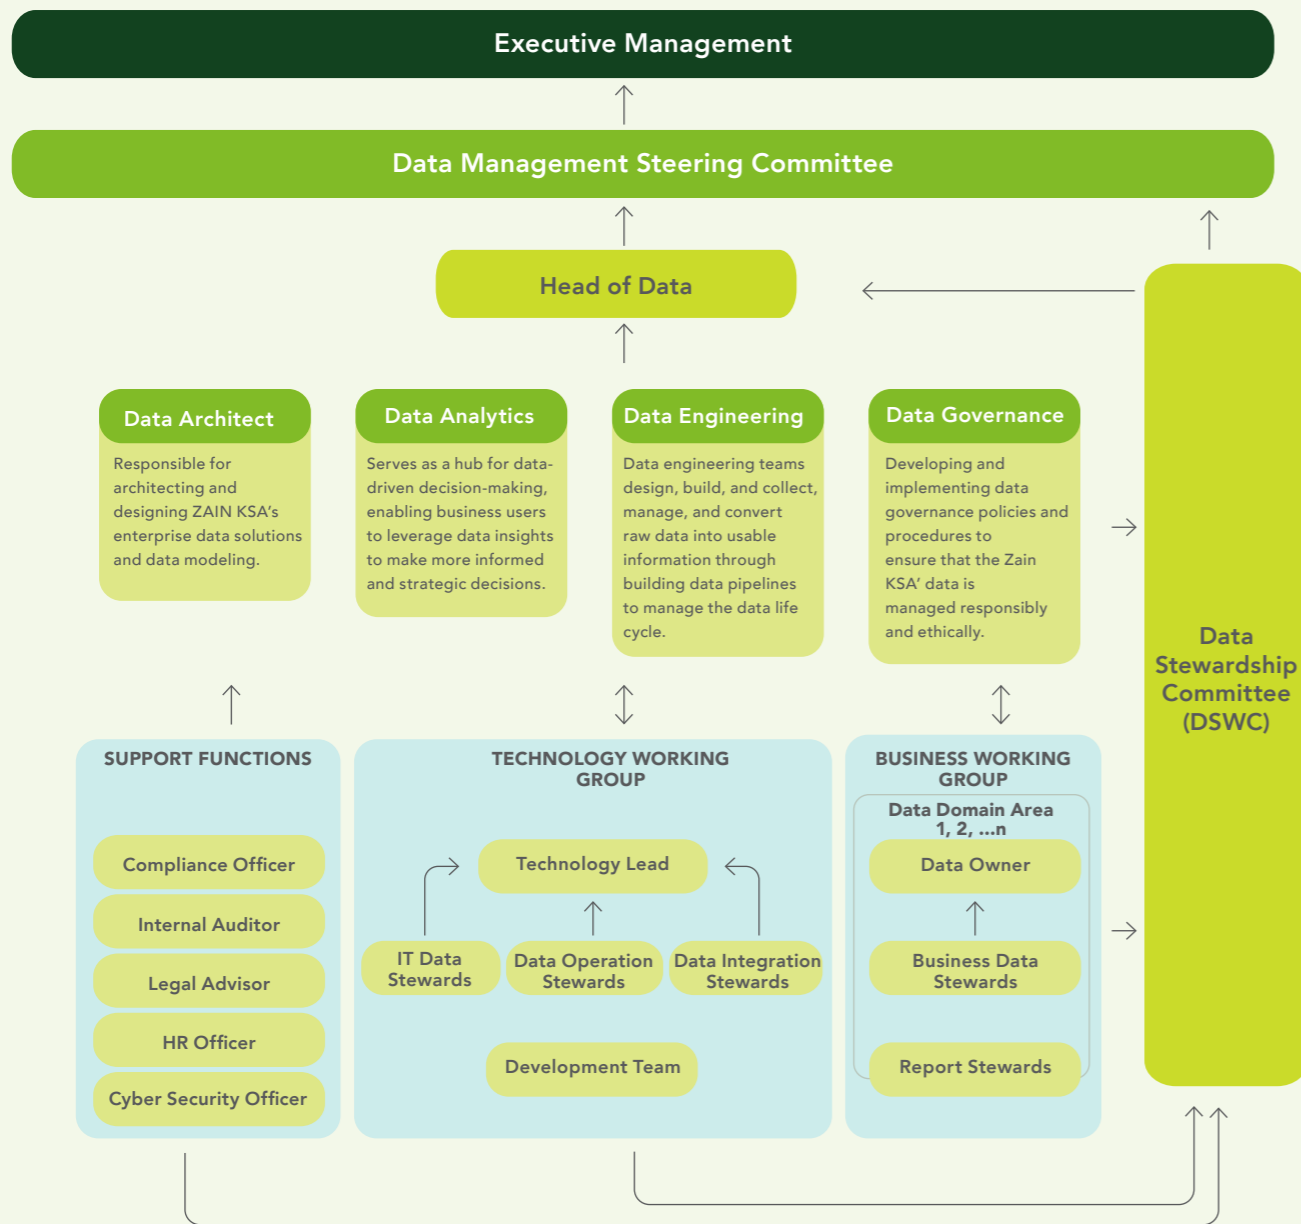 Executive Management
Data Management Steering Committee
Head of Data
Data Architect
Responsible for
architecting and
designing ZAIN KSA's
enterprise data solutions
and data modeling.
Data Analytics
Serves as a hub for data-
driven decision-making,
enabling business users
to leverage data insights
to make more informed
and strategic decisions.
Data Engineering
Data engineering teams
design, build, and collect,
manage, and convert
raw data into usable
information through
building data pipelines
to manage the data life
cycle.
Data Governance
Developing and
implementing data
governance policies and
procedures to
ensure that the Zain
KSA' data is
managed responsibly
and ethically.
Data
Stewardship
Committee
(DSWC)
SUPPORT FUNCTIONS
Compliance Officer
Internal Auditor
Legal Advisor
HR Officer
Cyber Security Officer
TECHNOLOGY WORKING
GROUP
Technology Lead
IT Data
Stewards
Data Operation
Stewards
Data Integration
Stewards
Development Team
BUSINESS WORKING
GROUP
Data Domain Area
1, 2, ...n
Data Owner
Business Data
Stewards
Report Stewards